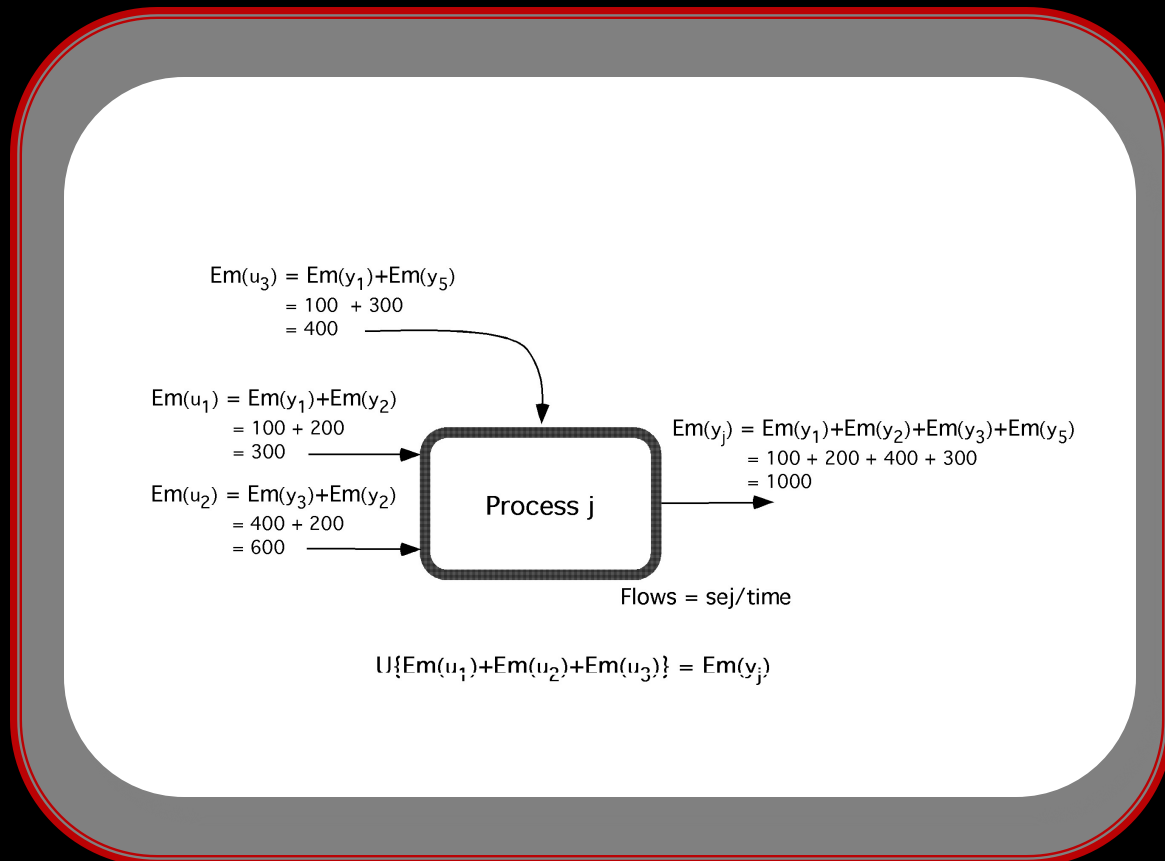 Em(u3) = Em(y1)+Em(y5)
= 100 + 300
= 400
Em(u1) = Em(y1)+Em(y2)
= 100 + 200
= 300
Em(u2) = Em(y3)+Em(y2)
= 400 + 200
= 600
Process j
Em(yj) = Em(y1)+Em(y2)+Em(y3)+Em(y5)
= 100 + 200 + 400 + 300
= 1000
Flows = sej/time
U{Em(u1)+Em(u2)+Em(u3)} = Em(yj)